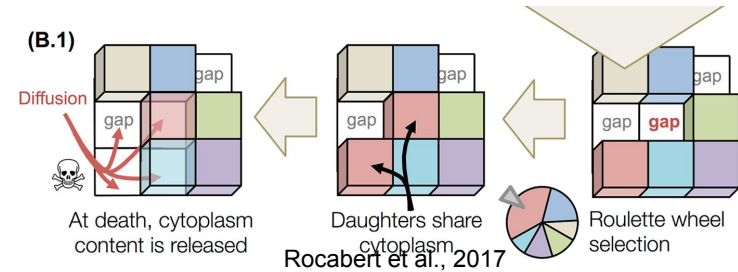 (B.1)
gap
gap
gap
Diffusion
gap
gap
gap
gap
At death, cytoplasm
content is released
Daughters share
cytoplasm
Roulette wheel
selection
Rocabert et al., 2017